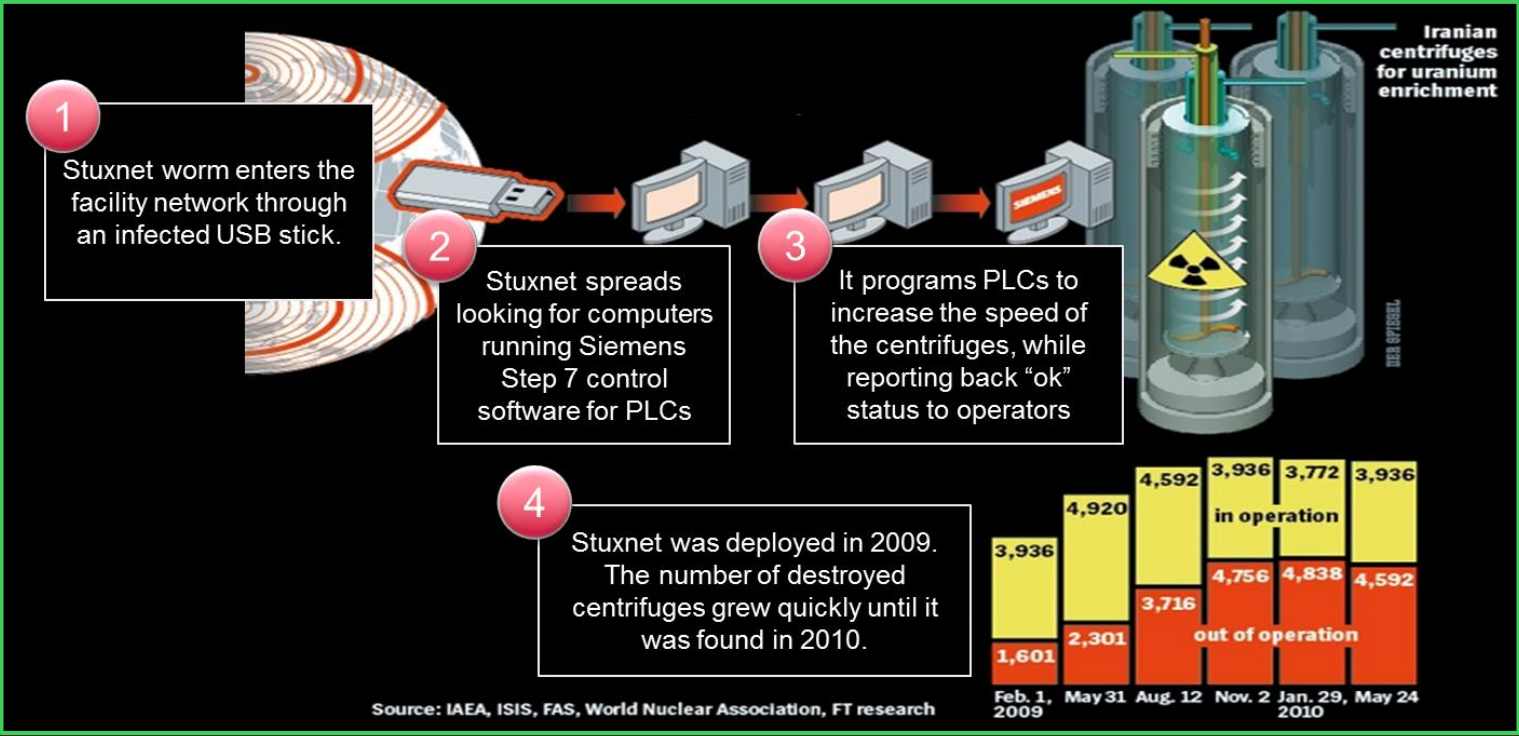 Iranian
centrifuges
for uranium
enrichment
1
Stuxnet worm enters the
facility network through
an infected USB stick.
2
Stuxnet spreads
looking for computers
running Siemens
Step 7 control
software for PLCs
3
It programs PLCs to
increase the speed of
the centrifuges, while
reporting back “ok”
status to operators
SIEMENS
DER SPIEGEL
4
Stuxnet was deployed in 2009.
The number of destroyed
centrifuges grew quickly until it
was found in 2010.
3,936 4,920 4,592 3,936 3,772 3,936
in operation
1,601 2,301 3,716 4,756 4,838 4,592
out of operation
Feb. 1, May 31 Aug. 12 Nov. 2 Jan. 29, May 24
2009 2010
Source: IAEA, ISIS, FAS, World Nuclear Association, FT research